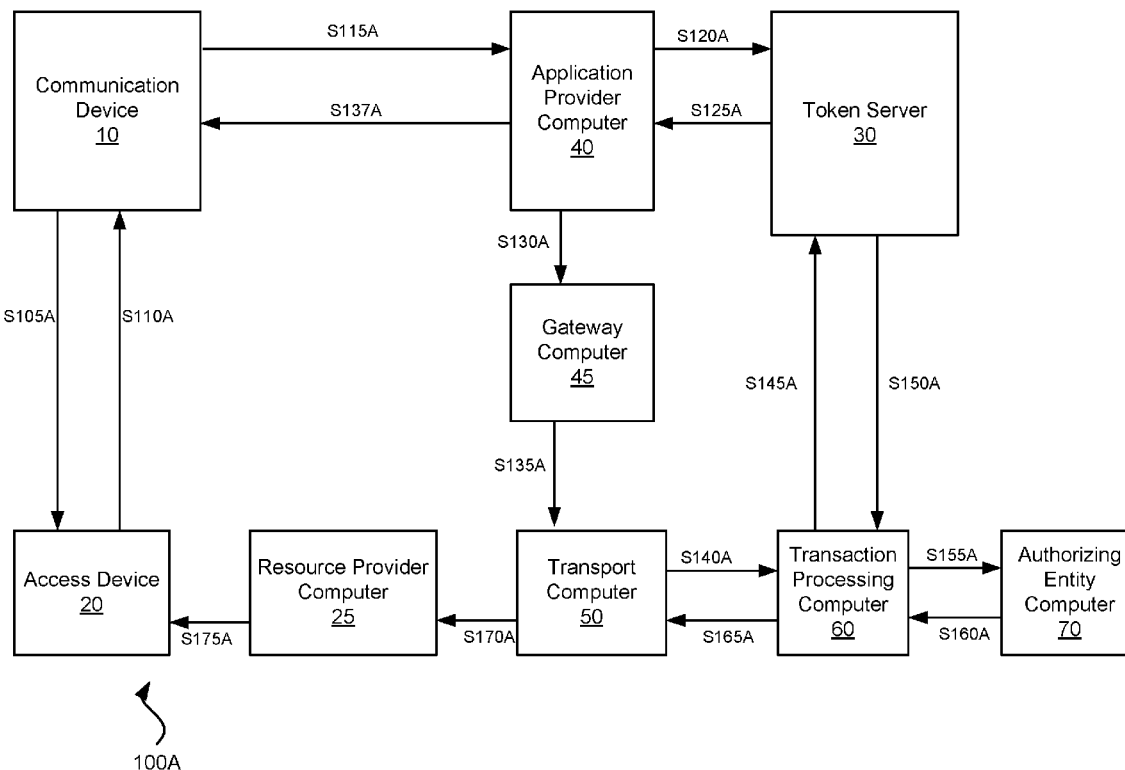 S115A
S120A
Communication
Device
10
Application
Provider
Computer
40
Token Server
30
S137A
S125A
S130A
S105A
S110A
Gateway
Computer
45
S145A
S150A
S135A
Access Device
20
Resource Provider
Computer
25
Transport
Computer
50
S140A
Transaction
Processing
Computer
60
S155A
Authorizing
Entity
Computer
70
S175A
S170A
S165A
S160A
100A